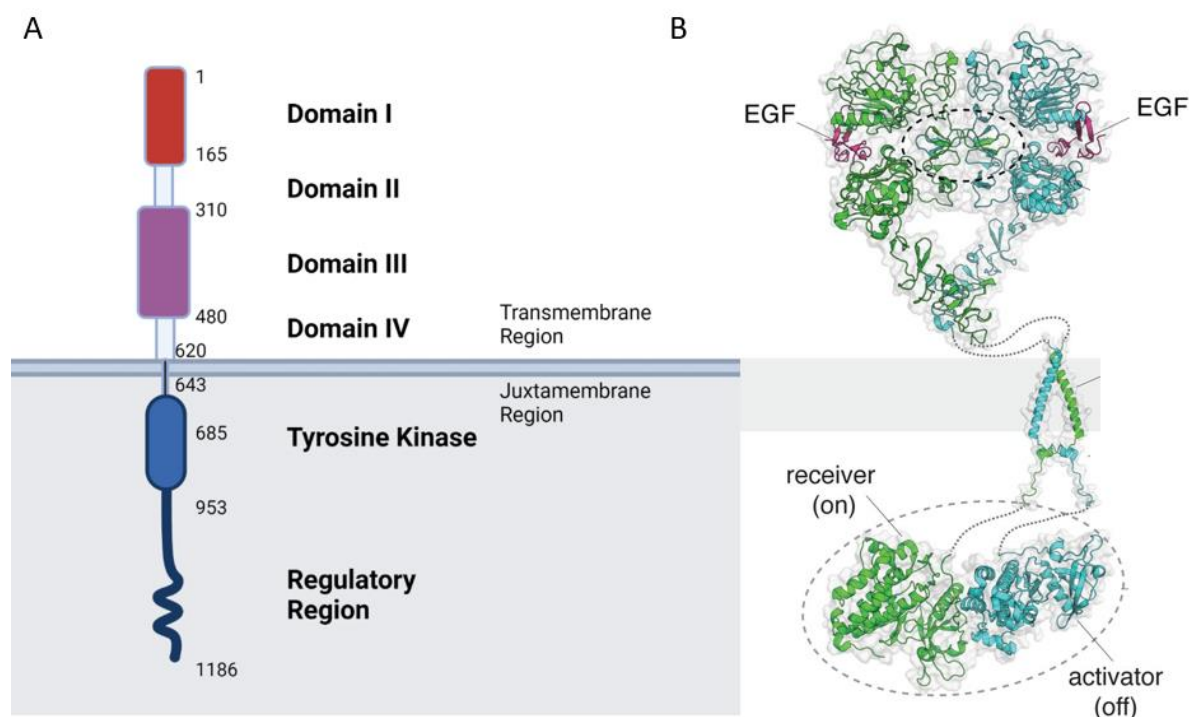 A
1
Domain I
165
Domain II
310
Domain III
480
Domain IV
Transmembrane
Region
620
643
Juxtamembrane
Region
685
Tyrosine Kinase
953
Regulatory
Region
1186
B
EGF
EGF
receiver
(on)
activator
(off)